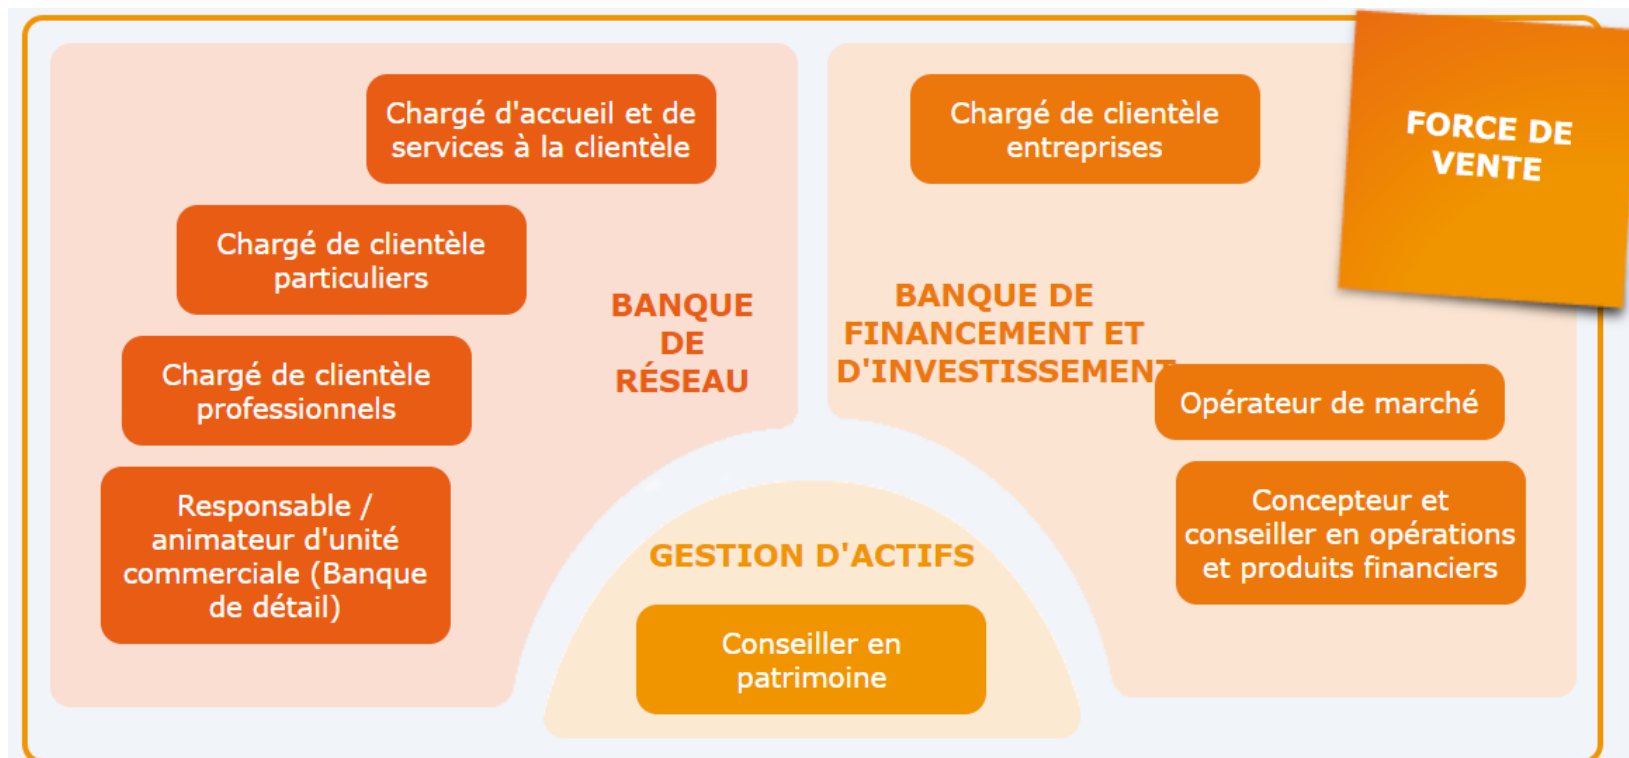 Chargé d'accueil et de
services à la clientèle
Chargé de clientèle
particuliers
Chargé de clientèle
professionnels
Responsable /
animateur d'unité
commerciale (Banque
de détail)
BANQUE
DE
RÉSEAU
Chargé de clientèle
entreprises
BANQUE DE
FINANCEMENT ET
D'INVESTISSEMENT
Opérateur de marché
Concepteur et
conseiller en opérations
et produits financiers
FORCE DE
VENTE
GESTION D'ACTIFS
Conseiller en
patrimoine